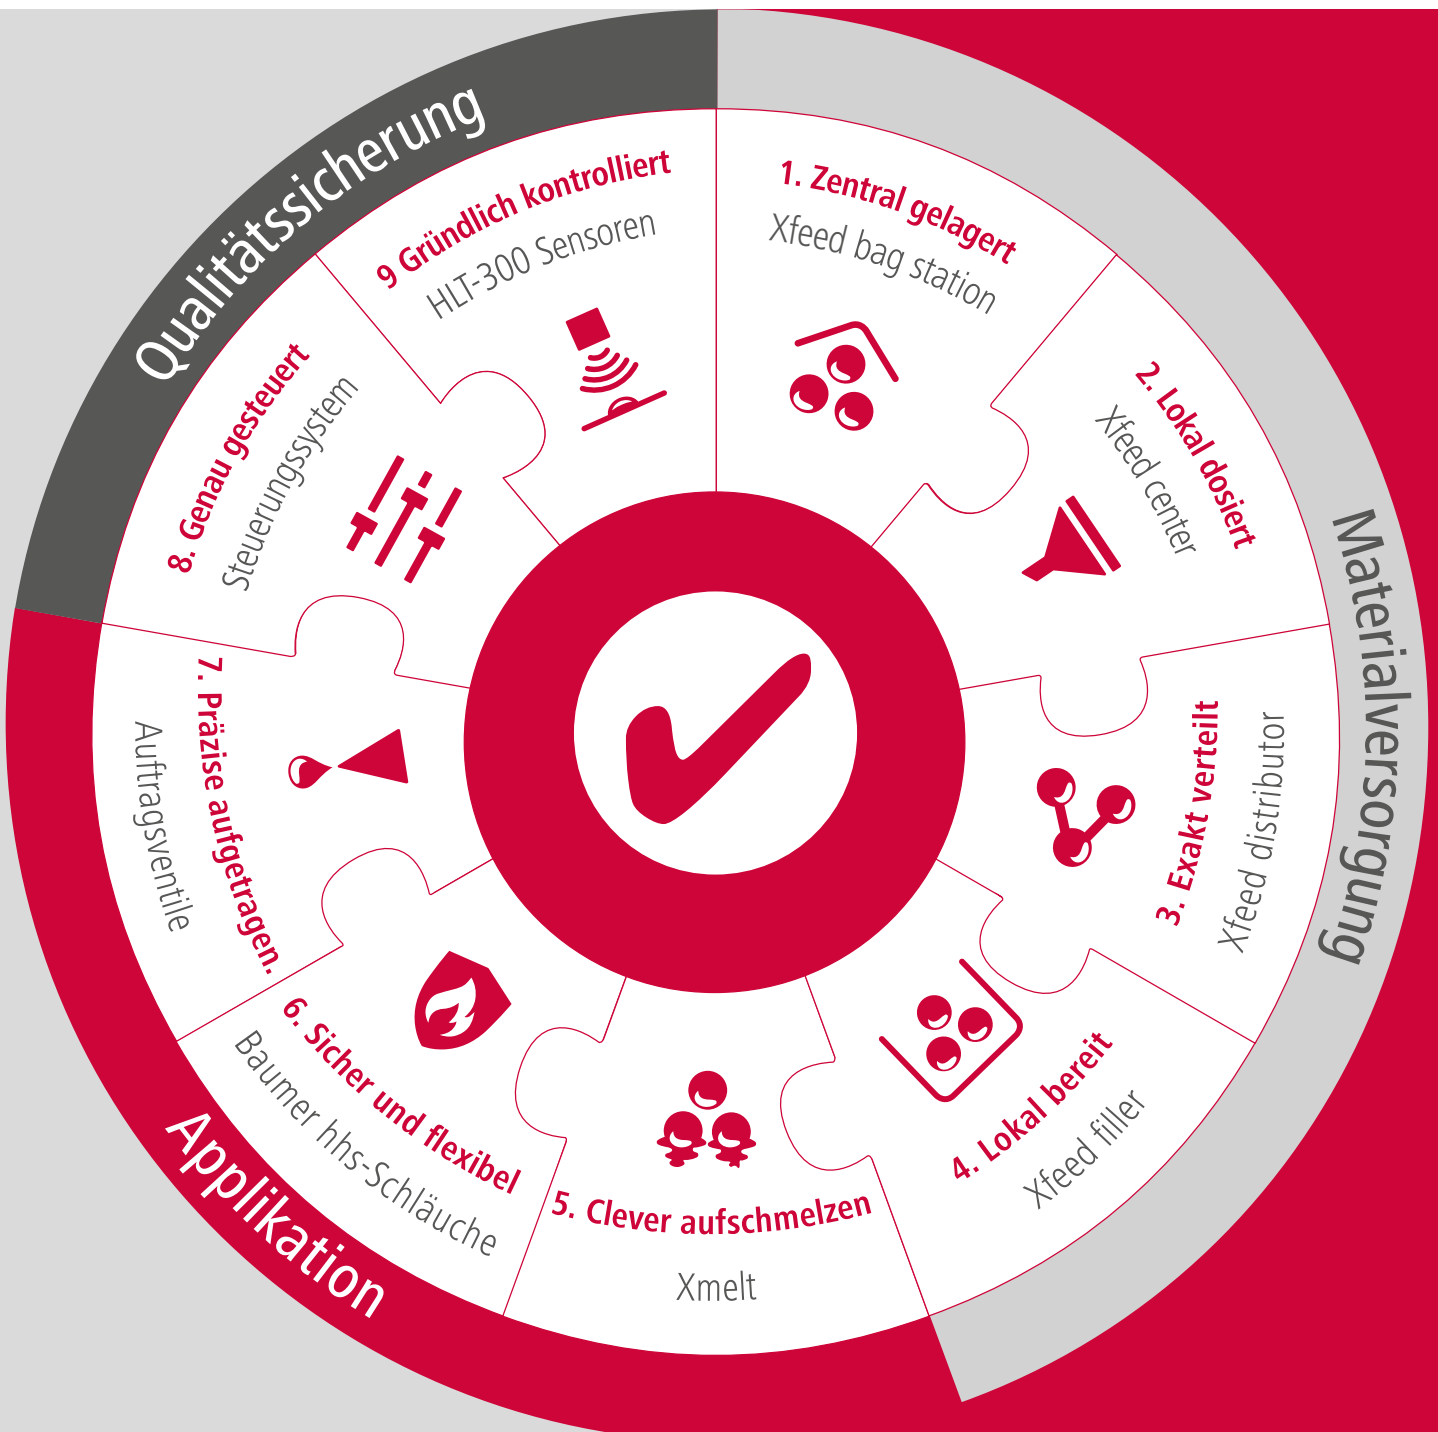 Materialversorgung
1. Zentral gelagert
Xfeed bag station
2. Lokal dosiert
Xfeed center
3. Exakt verteilt
Xfeed distributor
4. Lokal bereit
Xfeed filler
Applikation
5. Clever aufschmelzen
Xmelt
6. Sicher und flexibel
Baumer hhs-Schläuche
7. Präzise aufgetragen.
Auftragsventile
Qualitätssicherung
8. Genau gesteuert
Steuerungssystem
9 Gründlich kontrolliert
HLT-300 Sensoren